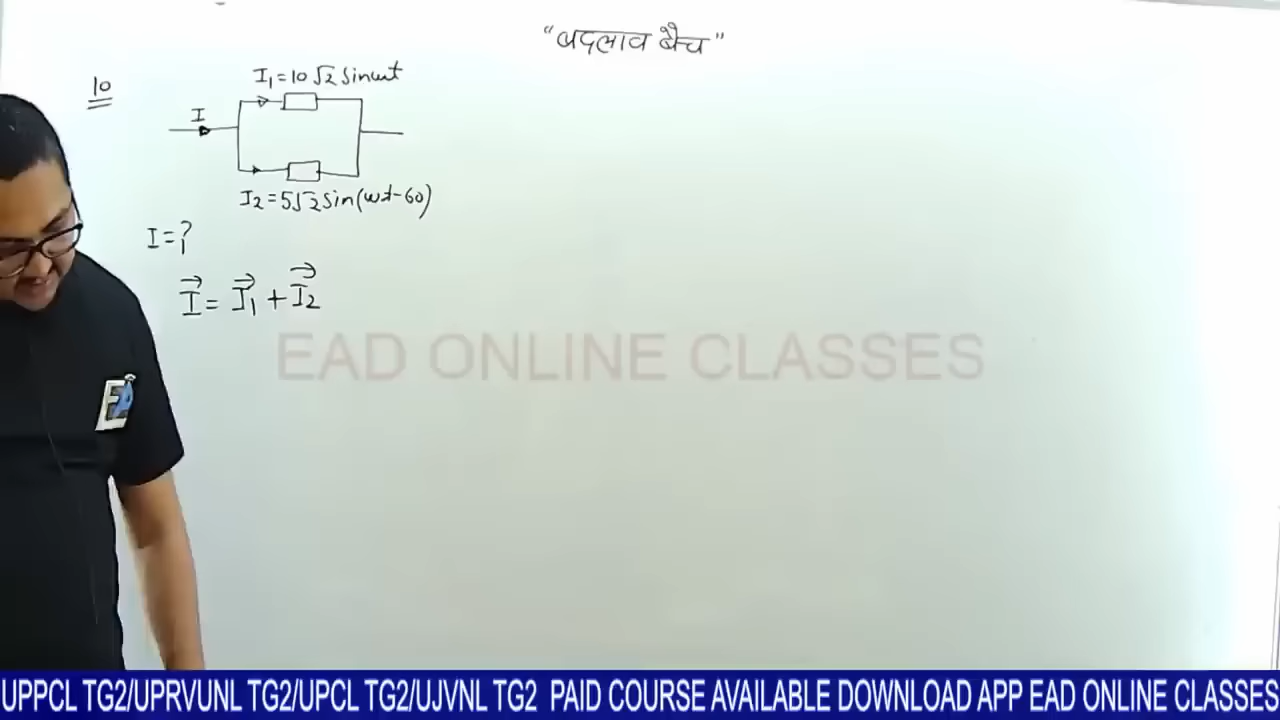 "बदलाव बैच"
10
I₁=10√2 sinωt
I
I₂=5√2 sin(ωt-60)
I=?
I⃗ = I⃗₁ + I⃗₂
EAD ONLINE CLASSES
UPPCL TG2/UPRVUNL TG2/UPCL TG2/UJVNL TG2 PAID COURSE AVAILABLE DOWNLOAD APP EAD ONLINE CLASSES